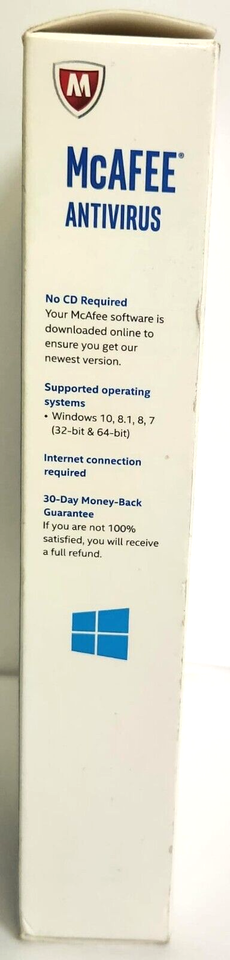 M
McAFEE®
ANTIVIRUS
No CD Required
Your McAfee software is
downloaded online to
ensure you get our
newest version.
Supported operating
systems
• Windows 10, 8.1, 8, 7
(32-bit & 64-bit)
Internet connection
required
30-Day Money-Back
Guarantee
If you are not 100%
satisfied, you will receive
a full refund.